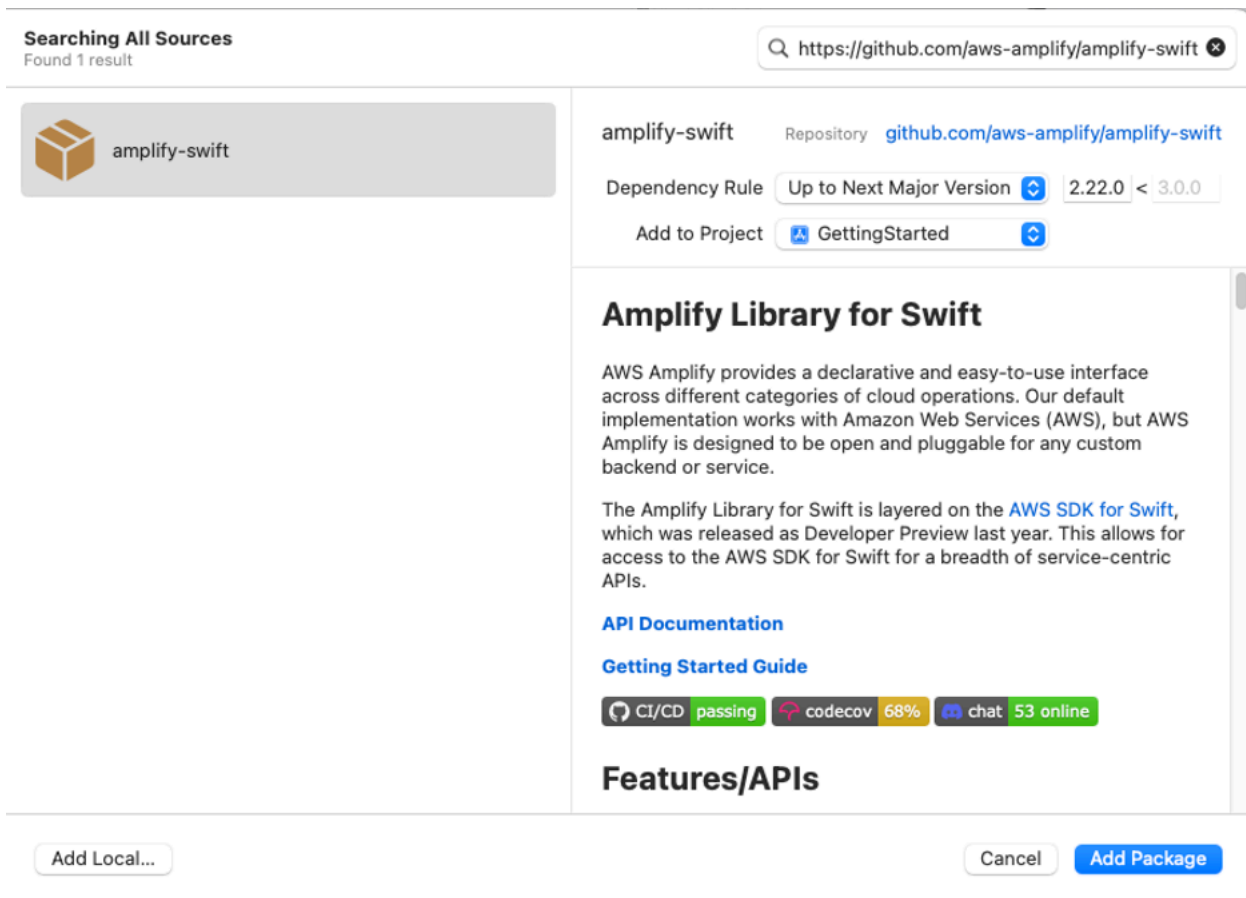 Searching All Sources
Found 1 result
https://github.com/aws-amplify/amplify-swift
amplify-swift
amplify-swift Repository github.com/aws-amplify/amplify-swift
Dependency Rule Up to Next Major Version 2.22.0 < 3.0.0
Add to Project GettingStarted
Amplify Library for Swift
AWS Amplify provides a declarative and easy-to-use interface
across different categories of cloud operations. Our default
implementation works with Amazon Web Services (AWS), but AWS
Amplify is designed to be open and pluggable for any custom
backend or service.
The Amplify Library for Swift is layered on the AWS SDK for Swift,
which was released as Developer Preview last year. This allows for
access to the AWS SDK for Swift for a breadth of service-centric
APIs.
API Documentation
Getting Started Guide
CI/CD passing codecov 68% chat 53 online
Features/APIs
Add Local... Cancel Add Package